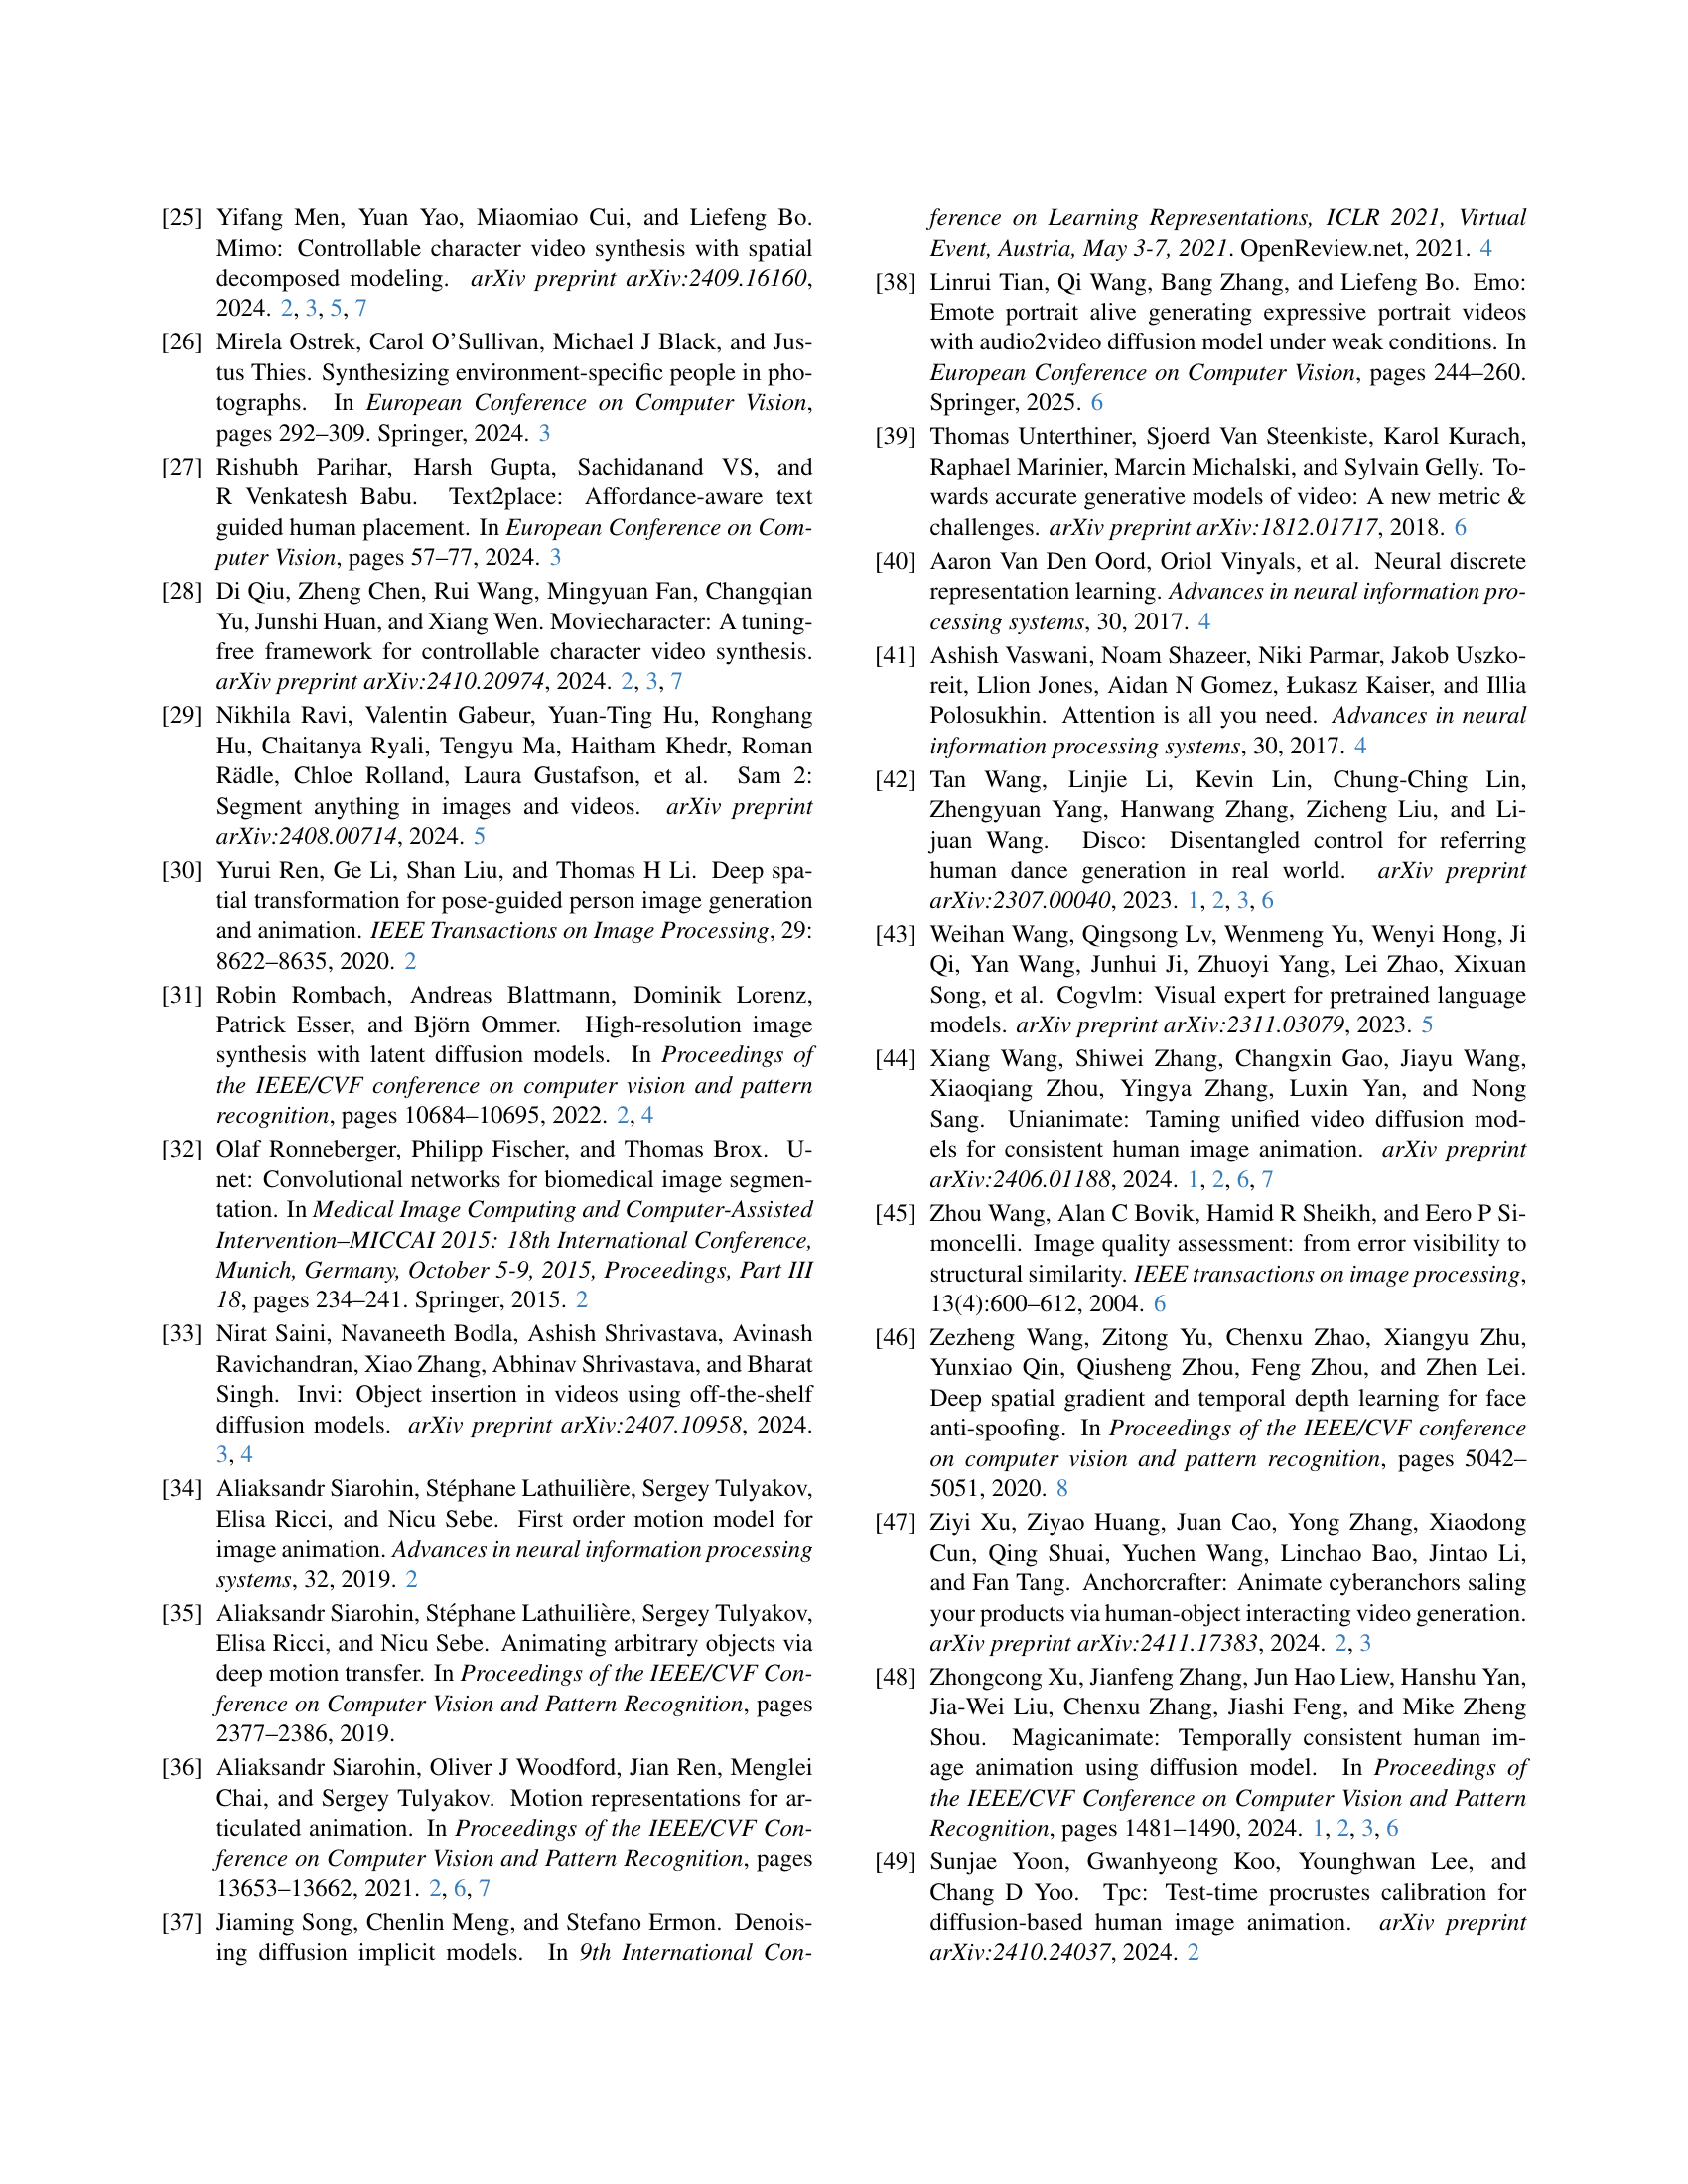 [25] Yifang Men, Yuan Yao, Miaomiao Cui, and Liefeng Bo.
Mimo: Controllable character video synthesis with spatial
decomposed modeling. arXiv preprint arXiv:2409.16160,
2024. 2, 3, 5, 7
[26] Mirela Ostrek, Carol O'Sullivan, Michael J Black, and Jus-
tus Thies. Synthesizing environment-specific people in pho-
tographs. In European Conference on Computer Vision,
pages 292–309. Springer, 2024. 3
[27] Rishubh Parihar, Harsh Gupta, Sachidanand VS, and
R Venkatesh Babu. Text2place: Affordance-aware text
guided human placement. In European Conference on Com-
puter Vision, pages 57–77, 2024. 3
[28] Di Qiu, Zheng Chen, Rui Wang, Mingyuan Fan, Changqian
Yu, Junshi Huan, and Xiang Wen. Moviecharacter: A tuning-
free framework for controllable character video synthesis.
arXiv preprint arXiv:2410.20974, 2024. 2, 3, 7
[29] Nikhila Ravi, Valentin Gabeur, Yuan-Ting Hu, Ronghang
Hu, Chaitanya Ryali, Tengyu Ma, Haitham Khedr, Roman
Rädle, Chloe Rolland, Laura Gustafson, et al. Sam 2:
Segment anything in images and videos. arXiv preprint
arXiv:2408.00714, 2024. 5
[30] Yurui Ren, Ge Li, Shan Liu, and Thomas H Li. Deep spa-
tial transformation for pose-guided person image generation
and animation. IEEE Transactions on Image Processing, 29:
8622–8635, 2020. 2
[31] Robin Rombach, Andreas Blattmann, Dominik Lorenz,
Patrick Esser, and Björn Ommer. High-resolution image
synthesis with latent diffusion models. In Proceedings of
the IEEE/CVF conference on computer vision and pattern
recognition, pages 10684–10695, 2022. 2, 4
[32] Olaf Ronneberger, Philipp Fischer, and Thomas Brox. U-
net: Convolutional networks for biomedical image segmen-
tation. In Medical Image Computing and Computer-Assisted
Intervention–MICCAI 2015: 18th International Conference,
Munich, Germany, October 5-9, 2015, Proceedings, Part III
18, pages 234–241. Springer, 2015. 2
[33] Nirat Saini, Navaneeth Bodla, Ashish Shrivastava, Avinash
Ravichandran, Xiao Zhang, Abhinav Shrivastava, and Bharat
Singh. Invi: Object insertion in videos using off-the-shelf
diffusion models. arXiv preprint arXiv:2407.10958, 2024.
3, 4
[34] Aliaksandr Siarohin, Stéphane Lathuilière, Sergey Tulyakov,
Elisa Ricci, and Nicu Sebe. First order motion model for
image animation. Advances in neural information processing
systems, 32, 2019. 2
[35] Aliaksandr Siarohin, Stéphane Lathuilière, Sergey Tulyakov,
Elisa Ricci, and Nicu Sebe. Animating arbitrary objects via
deep motion transfer. In Proceedings of the IEEE/CVF Con-
ference on Computer Vision and Pattern Recognition, pages
2377–2386, 2019.
[36] Aliaksandr Siarohin, Oliver J Woodford, Jian Ren, Menglei
Chai, and Sergey Tulyakov. Motion representations for ar-
ticulated animation. In Proceedings of the IEEE/CVF Con-
ference on Computer Vision and Pattern Recognition, pages
13653–13662, 2021. 2, 6, 7
[37] Jiaming Song, Chenlin Meng, and Stefano Ermon. Denois-
ing diffusion implicit models. In 9th International Con-
ference on Learning Representations, ICLR 2021, Virtual
Event, Austria, May 3-7, 2021. OpenReview.net, 2021. 4
[38] Linrui Tian, Qi Wang, Bang Zhang, and Liefeng Bo. Emo:
Emote portrait alive generating expressive portrait videos
with audio2video diffusion model under weak conditions. In
European Conference on Computer Vision, pages 244–260.
Springer, 2025. 6
[39] Thomas Unterthiner, Sjoerd Van Steenkiste, Karol Kurach,
Raphael Marinier, Marcin Michalski, and Sylvain Gelly. To-
wards accurate generative models of video: A new metric &
challenges. arXiv preprint arXiv:1812.01717, 2018. 6
[40] Aaron Van Den Oord, Oriol Vinyals, et al. Neural discrete
representation learning. Advances in neural information pro-
cessing systems, 30, 2017. 4
[41] Ashish Vaswani, Noam Shazeer, Niki Parmar, Jakob Uszko-
reit, Llion Jones, Aidan N Gomez, Łukasz Kaiser, and Illia
Polosukhin. Attention is all you need. Advances in neural
information processing systems, 30, 2017. 4
[42] Tan Wang, Linjie Li, Kevin Lin, Chung-Ching Lin,
Zhengyuan Yang, Hanwang Zhang, Zicheng Liu, and Li-
juan Wang. Disco: Disentangled control for referring
human dance generation in real world. arXiv preprint
arXiv:2307.00040, 2023. 1, 2, 3, 6
[43] Weihan Wang, Qingsong Lv, Wenmeng Yu, Wenyi Hong, Ji
Qi, Yan Wang, Junhui Ji, Zhuoyi Yang, Lei Zhao, Xixuan
Song, et al. Cogvlm: Visual expert for pretrained language
models. arXiv preprint arXiv:2311.03079, 2023. 5
[44] Xiang Wang, Shiwei Zhang, Changxin Gao, Jiayu Wang,
Xiaoqiang Zhou, Yingya Zhang, Luxin Yan, and Nong
Sang. Unianimate: Taming unified video diffusion mod-
els for consistent human image animation. arXiv preprint
arXiv:2406.01188, 2024. 1, 2, 6, 7
[45] Zhou Wang, Alan C Bovik, Hamid R Sheikh, and Eero P Si-
moncelli. Image quality assessment: from error visibility to
structural similarity. IEEE transactions on image processing,
13(4):600–612, 2004. 6
[46] Zezheng Wang, Zitong Yu, Chenxu Zhao, Xiangyu Zhu,
Yunxiao Qin, Qiusheng Zhou, Feng Zhou, and Zhen Lei.
Deep spatial gradient and temporal depth learning for face
anti-spoofing. In Proceedings of the IEEE/CVF conference
on computer vision and pattern recognition, pages 5042–
5051, 2020. 8
[47] Ziyi Xu, Ziyao Huang, Juan Cao, Yong Zhang, Xiaodong
Cun, Qing Shuai, Yuchen Wang, Linchao Bao, Jintao Li,
and Fan Tang. Anchorcrafter: Animate cyberanchors saling
your products via human-object interacting video generation.
arXiv preprint arXiv:2411.17383, 2024. 2, 3
[48] Zhongcong Xu, Jianfeng Zhang, Jun Hao Liew, Hanshu Yan,
Jia-Wei Liu, Chenxu Zhang, Jiashi Feng, and Mike Zheng
Shou. Magicanimate: Temporally consistent human im-
age animation using diffusion model. In Proceedings of
the IEEE/CVF Conference on Computer Vision and Pattern
Recognition, pages 1481–1490, 2024. 1, 2, 3, 6
[49] Sunjae Yoon, Gwanhyeong Koo, Younghwan Lee, and
Chang D Yoo. Tpc: Test-time procrustes calibration for
diffusion-based human image animation. arXiv preprint
arXiv:2410.24037, 2024. 2